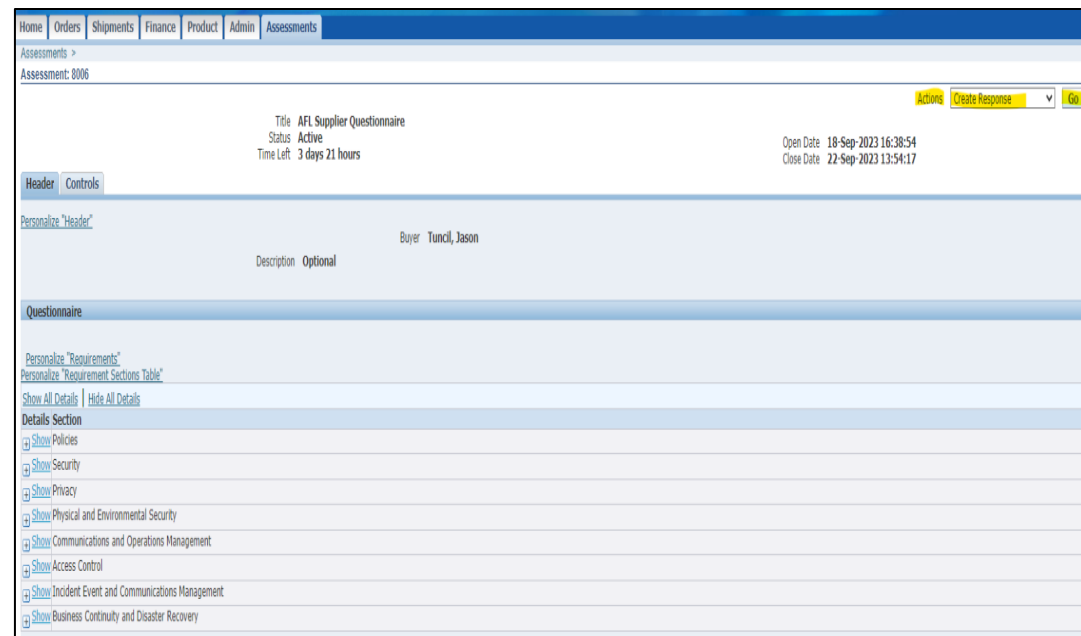 Home Orders Shipments Finance Product Admin Assessments
Assessments >
Assessment: 8006
Actions Create Response Go
Title AFL Supplier Questionnaire
Status Active
Time Left 3 days 21 hours
Open Date 18-Sep-2023 16:38:54
Close Date 22-Sep-2023 13:54:17
Header Controls
Personalize "Header"
Buyer Tuncil, Jason
Description Optional
Questionnaire
Personalize "Requirements"
Personalize "Requirement Sections Table"
Show All Details | Hide All Details
Details Section
Show Policies
Show Security
Show Privacy
Show Physical and Environmental Security
Show Communications and Operations Management
Show Access Control
Show Incident Event and Communications Management
Show Business Continuity and Disaster Recovery